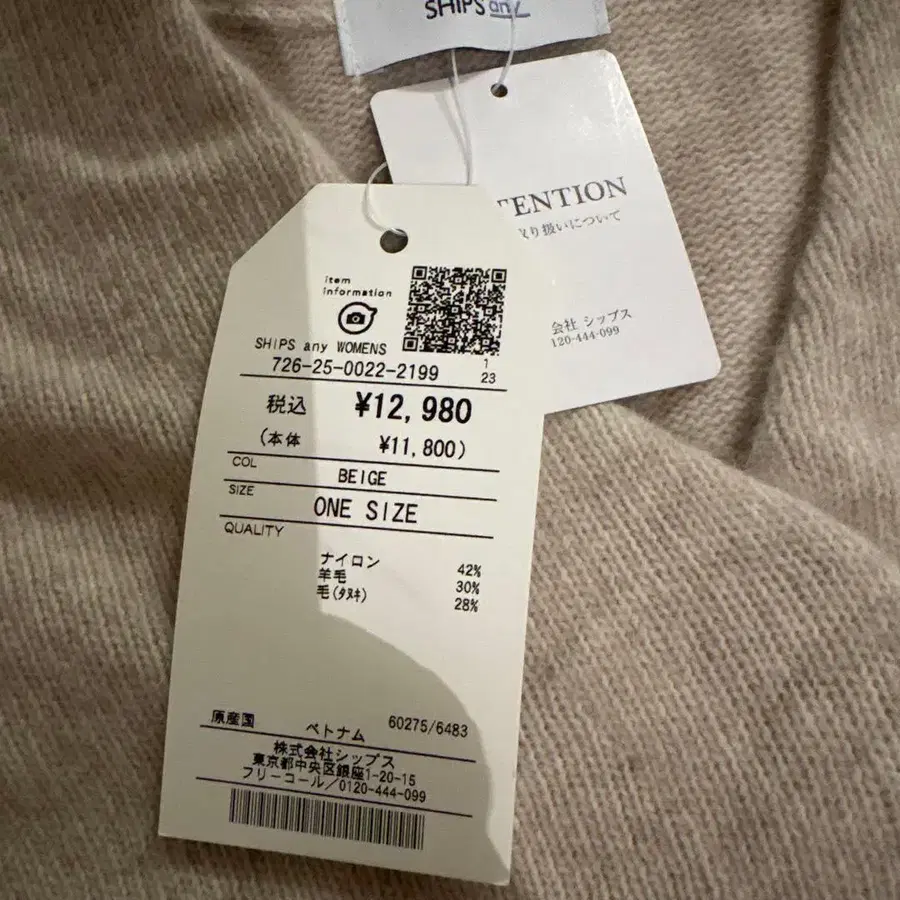 SHIPS any
TENTION
取り扱いについて
会社 シップス
120-444-099
item
information
SHIPS any WOMENS
726-25-0022-2199
1
23
税込 ¥12,980
(本体 ¥11,800)
COL
BEIGE
SIZE
ONE SIZE
QUALITY
ナイロン 42%
羊毛 30%
毛(タヌキ) 28%
原産国
ベトナム
60275/6483
株式会社シップス
東京都中央区銀座1-20-15
フリーコール/0120-444-099